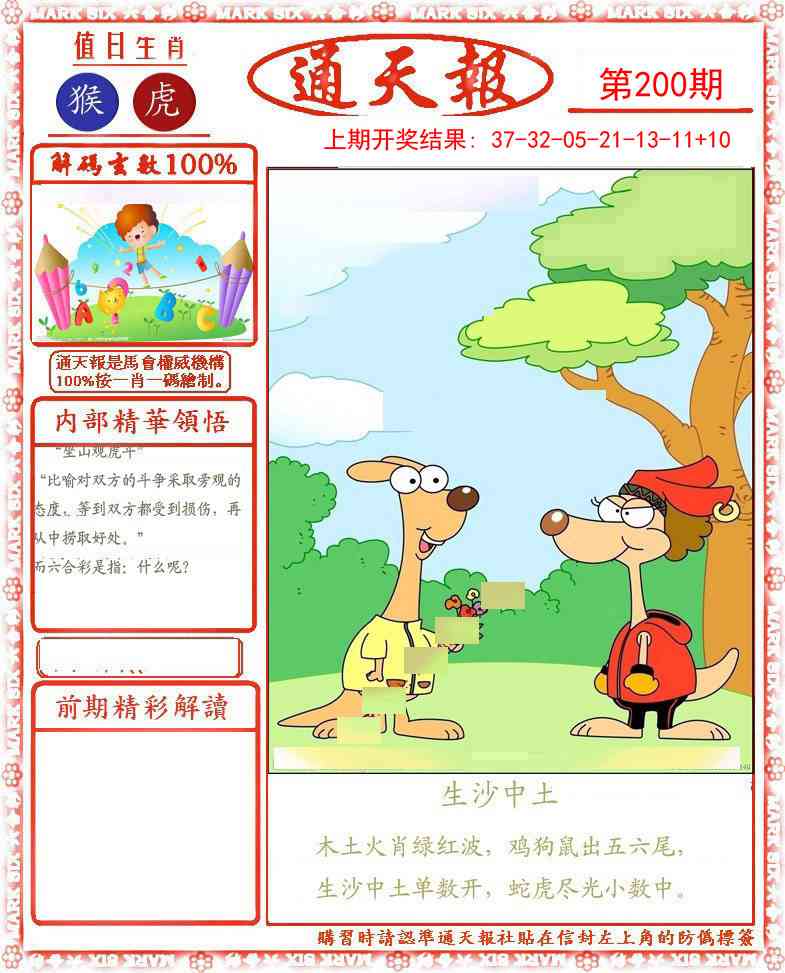 值日生肖
猴 虎
通天報
第200期
上期开奖结果: 37-32-05-21-13-11+10
解碼玄數100%
通天報是馬會權威機構
100%按一肖一碼繪制。
内部精華領悟
“坐山观虎斗”
“比喻对双方的斗争采取旁观的
态度，等到双方都受到损伤，再
从中捞取好处。”
而六合彩是指：什么呢？
前期精彩解讀
生沙中土
木土火肖绿红波，鸡狗鼠出五六尾，
生沙中土单数开，蛇虎尽光小数中。
購習時請認準通天報社貼在信封左上角的防偽標簽
MARK SIX 六合彩